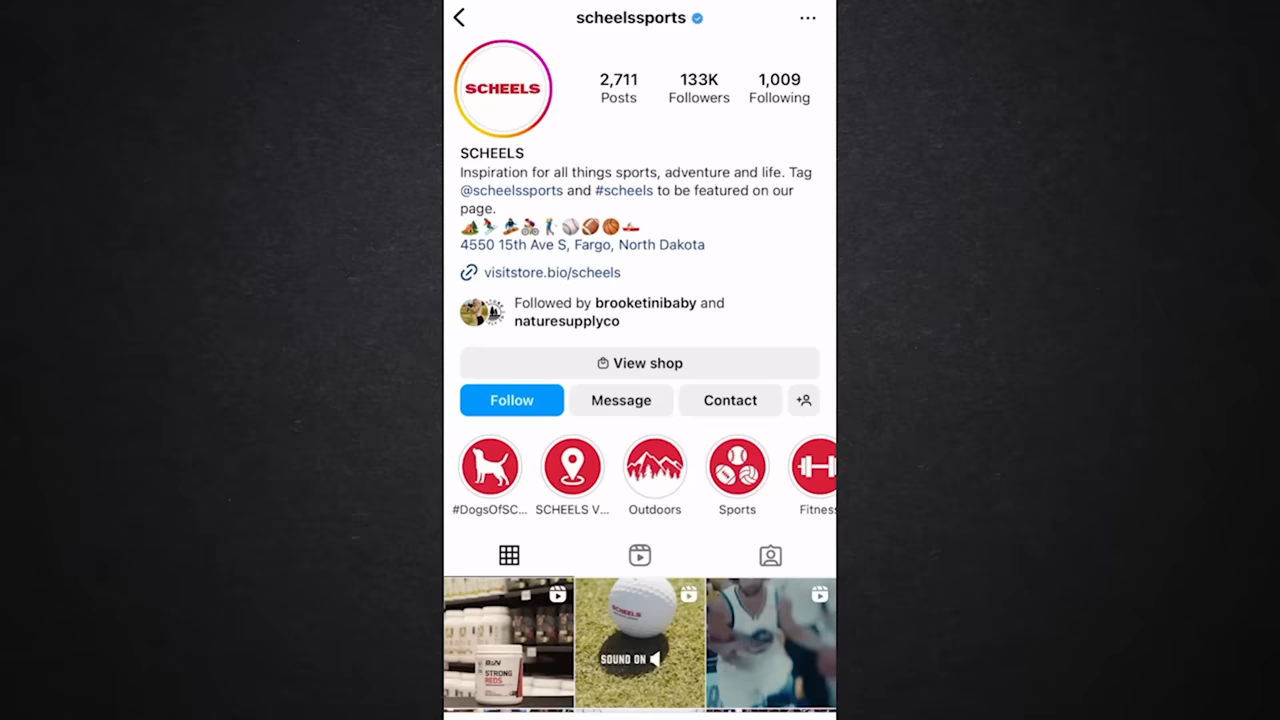 scheelssports
SCHEELS
2,711
Posts
133K
Followers
1,009
Following
SCHEELS
Inspiration for all things sports, adventure and life. Tag
@scheelssports and #scheels to be featured on our
page.
4550 15th Ave S, Fargo, North Dakota
visitstore.bio/scheels
Followed by brooketinibaby and
naturesupplyco
View shop
Follow
Message
Contact
#DogsOfSC...
SCHEELS V...
Outdoors
Sports
Fitness
STRONG
REDS
SCHEELS
SOUND ON